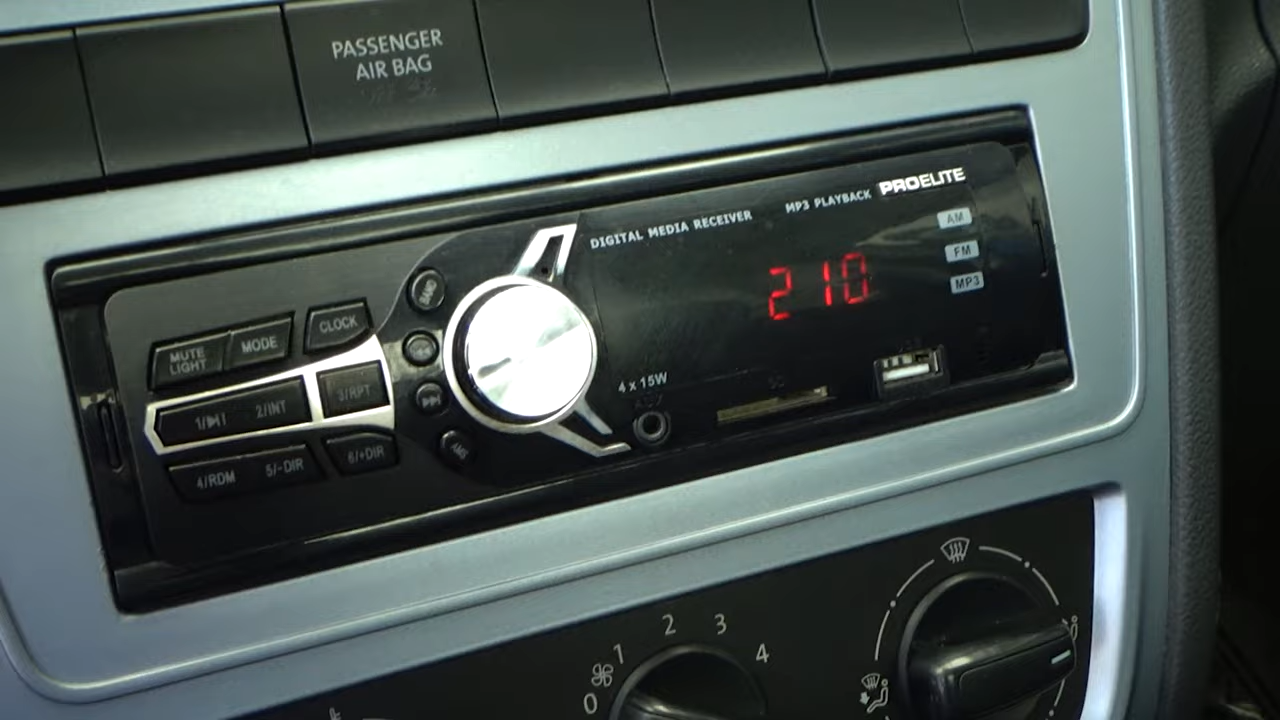 PASSENGER
AIR BAG
PROELITE
DIGITAL MEDIA RECEIVER
MP3 PLAYBACK
AM
FM
MP3
210
BAND
CLOCK
MODE
MUTE
LIGHT
1/
2/INT
3/RPT
4/RDM
5/-DIR
6/+DIR
AMS
4 x 15W
AUX
0
1
2
3
4